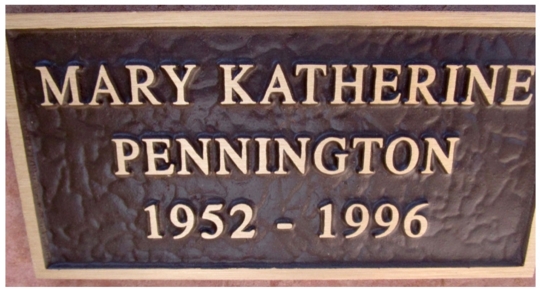 MARY KATHERINE
PENNINGTON
1952 - 1996